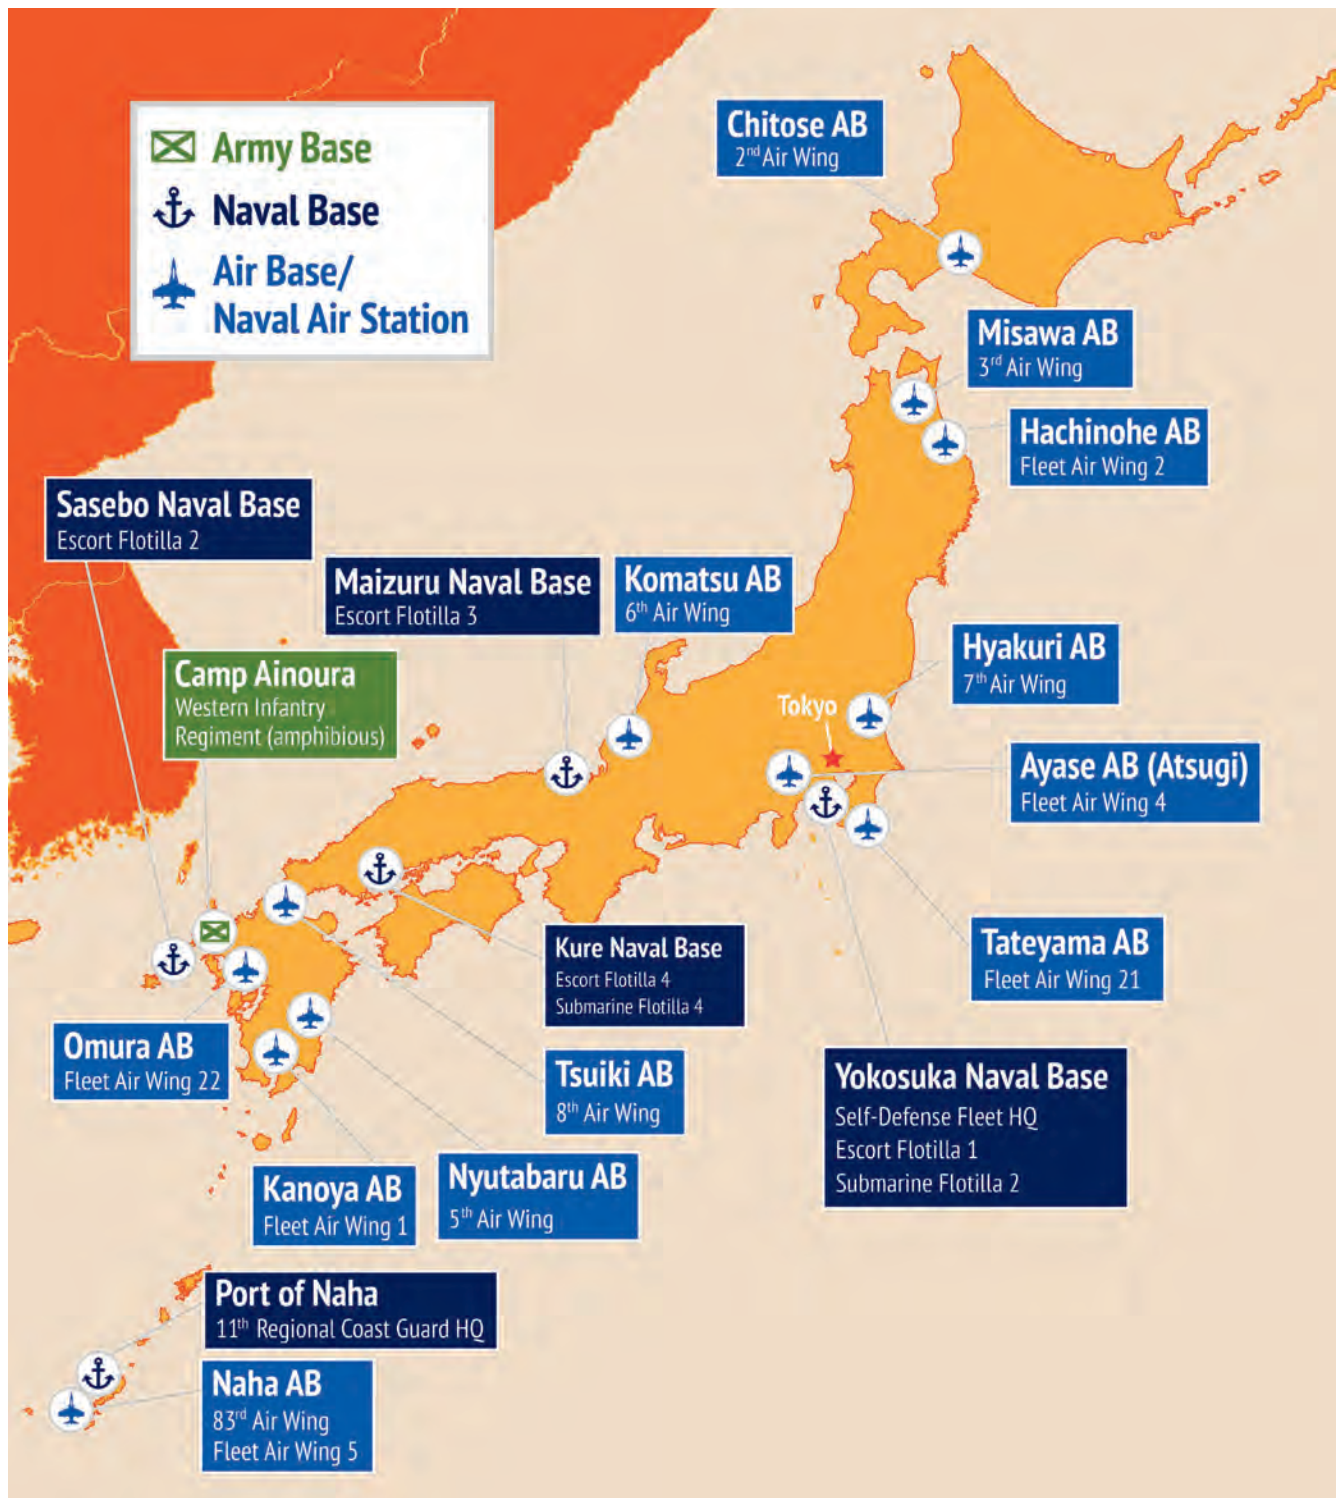 Army Base
Naval Base
Air Base/
Naval Air Station
Chitose AB
2nd Air Wing
Misawa AB
3rd Air Wing
Hachinohe AB
Fleet Air Wing 2
Sasebo Naval Base
Escort Flotilla 2
Maizuru Naval Base
Escort Flotilla 3
Komatsu AB
6th Air Wing
Hyakuri AB
7th Air Wing
Camp Ainoura
Western Infantry
Regiment (amphibious)
Tokyo
Ayase AB (Atsugi)
Fleet Air Wing 4
Tateyama AB
Fleet Air Wing 21
Kure Naval Base
Escort Flotilla 4
Submarine Flotilla 4
Omura AB
Fleet Air Wing 22
Tsuiki AB
8th Air Wing
Yokosuka Naval Base
Self-Defense Fleet HQ
Escort Flotilla 1
Submarine Flotilla 2
Kanoya AB
Fleet Air Wing 1
Nyutabaru AB
5th Air Wing
Port of Naha
11th Regional Coast Guard HQ
Naha AB
83rd Air Wing
Fleet Air Wing 5